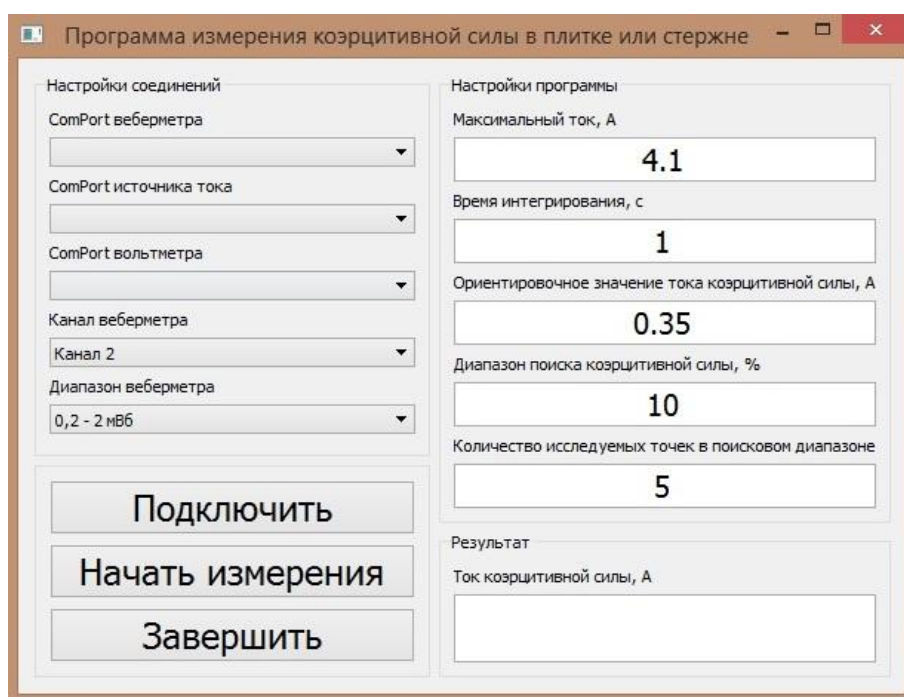 Программа измерения коэрцитивной силы в плитке или стержне
Настройки соединений
ComPort веберметра
ComPort источника тока
ComPort вольтметра
Канал веберметра
Канал 2
Диапазон веберметра
0,2 - 2 мВб
Подключить
Начать измерения
Завершить
Настройки программы
Максимальный ток, А
4.1
Время интегрирования, с
1
Ориентировочное значение тока коэрцитивной силы, А
0.35
Диапазон поиска коэрцитивной силы, %
10
Количество исследуемых точек в поисковом диапазоне
5
Результат
Ток коэрцитивной силы, А